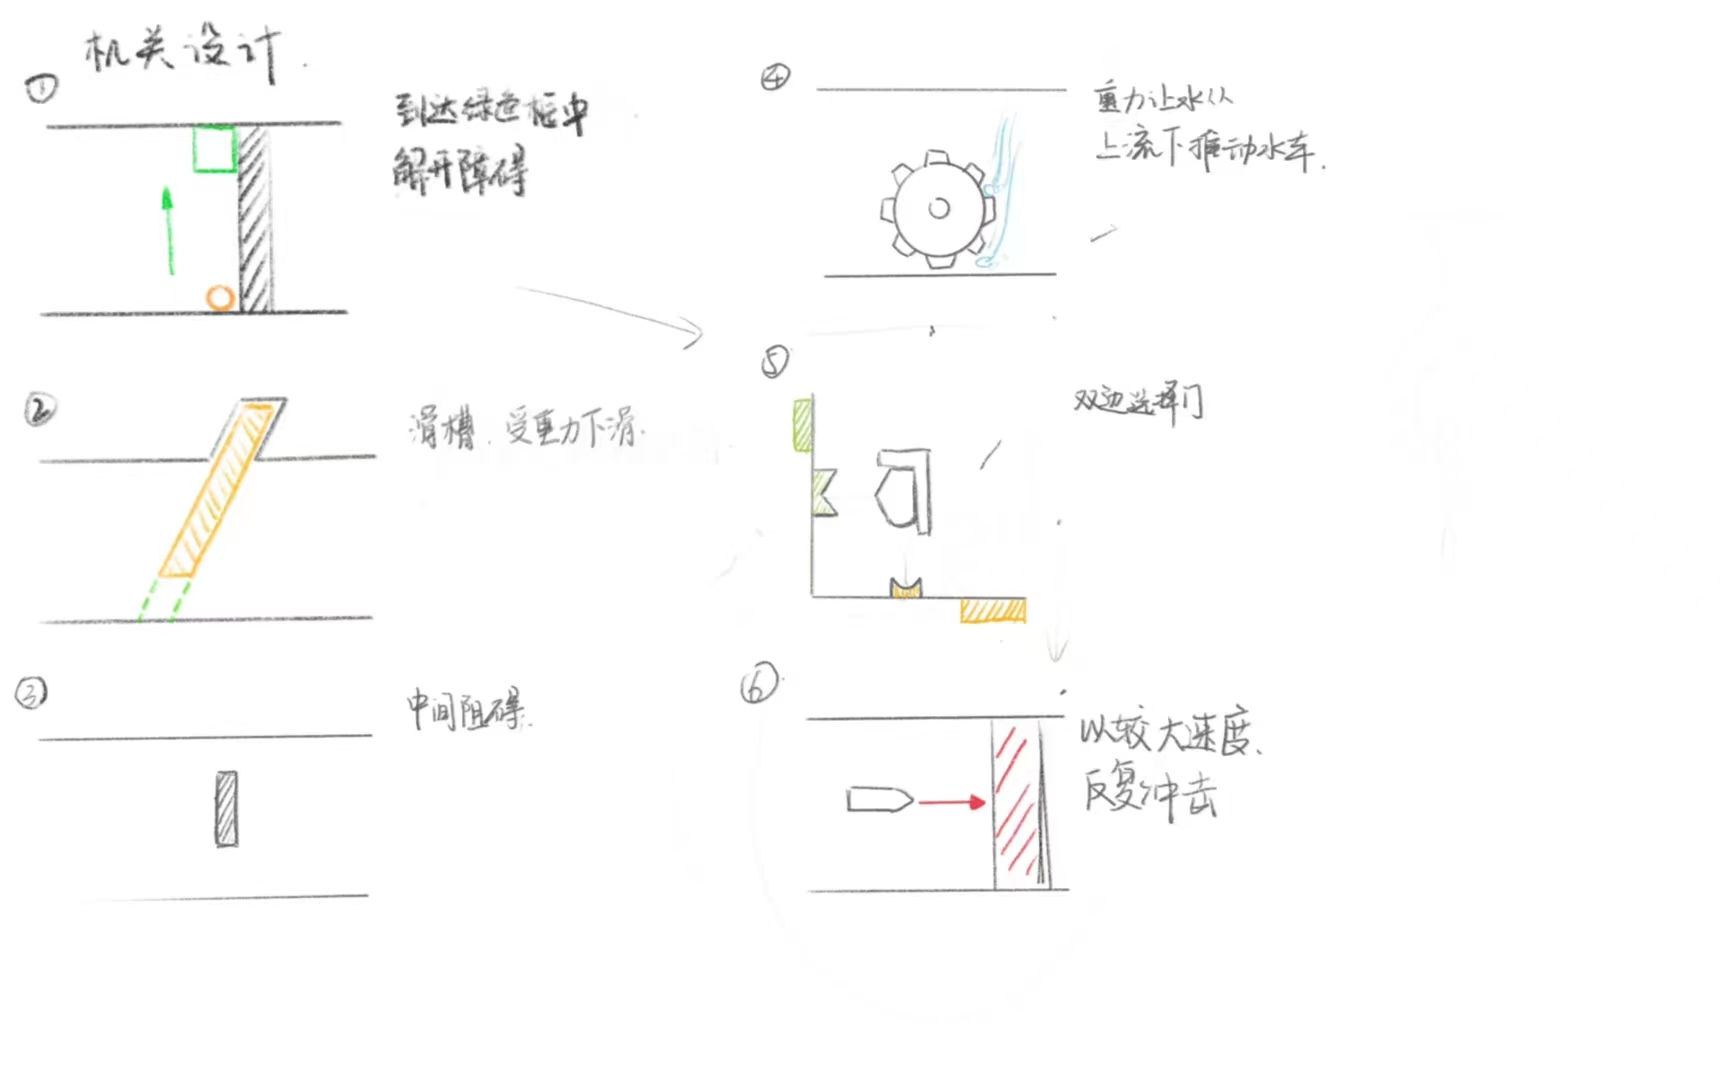 机关设计.
①
到达绿色框中
解开障碍
②
滑槽.受重力下滑.
③
中间阻碍.
④
重力让水从
上流下推动水车.
⑤
双边选择门
⑥
以较大速度.
反复冲击